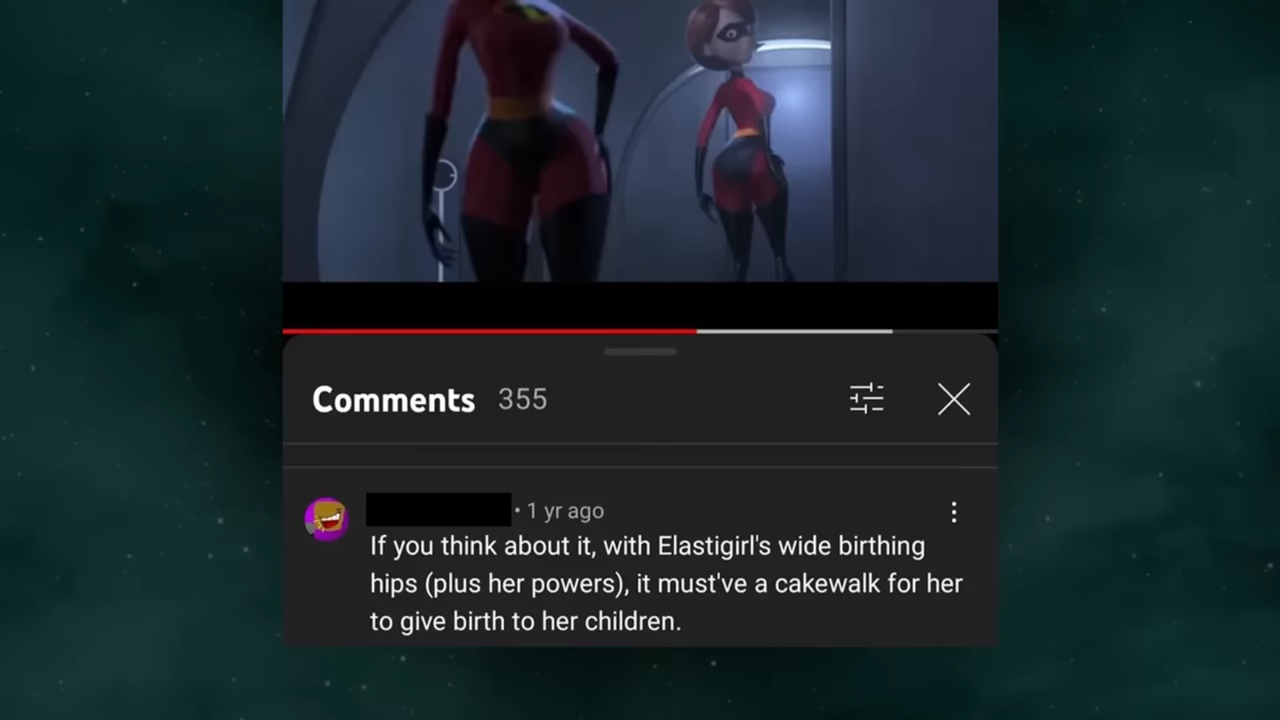 Comments 355
• 1 yr ago
If you think about it, with Elastigirl's wide birthing
hips (plus her powers), it must've a cakewalk for her
to give birth to her children.